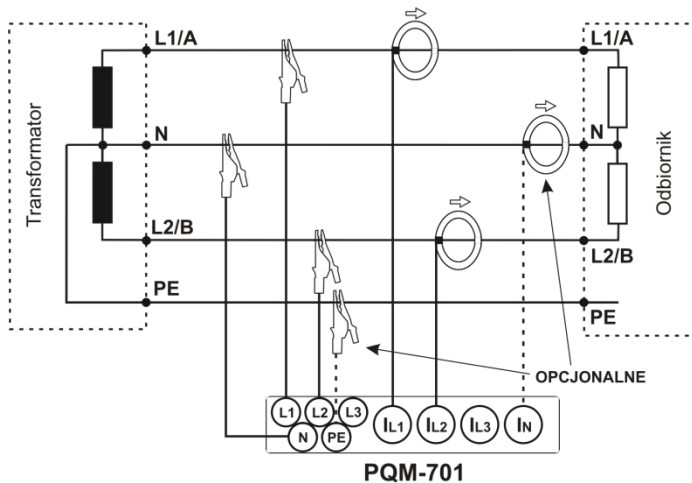 L1/A
L1/A
Transformator
N
N
Odbiornik
L2/B
L2/B
PE
PE
OPCJONALNE
L1
L2
L3
N
PE
IL1
IL2
IL3
IN
PQM-701